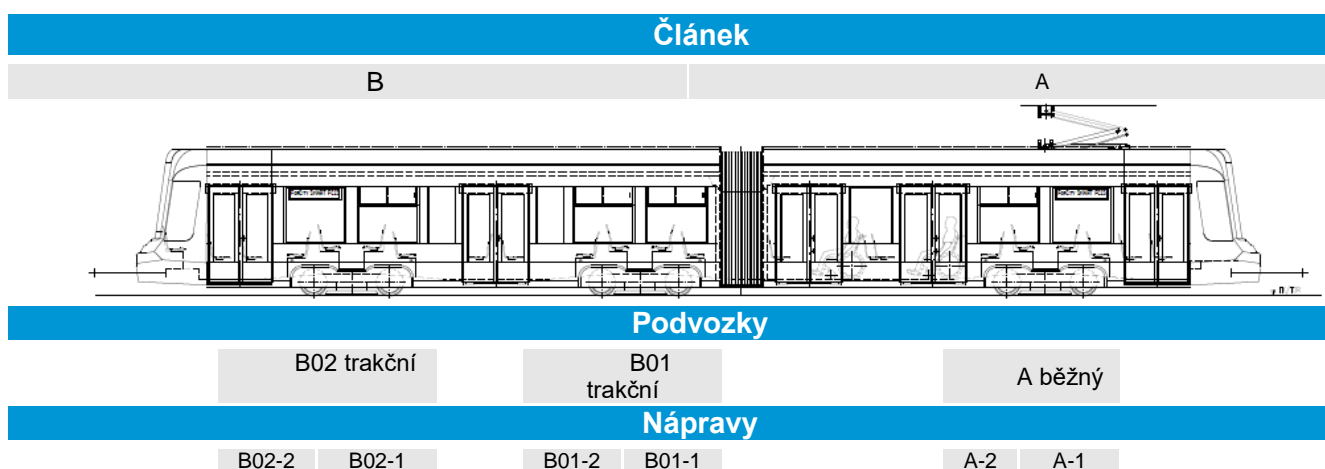 Článek
B A
Podvozky
B02 trakční B01 A běžný
trakční
Nápravy
B02-2 B02-1 B01-2 B01-1 A-2 A-1